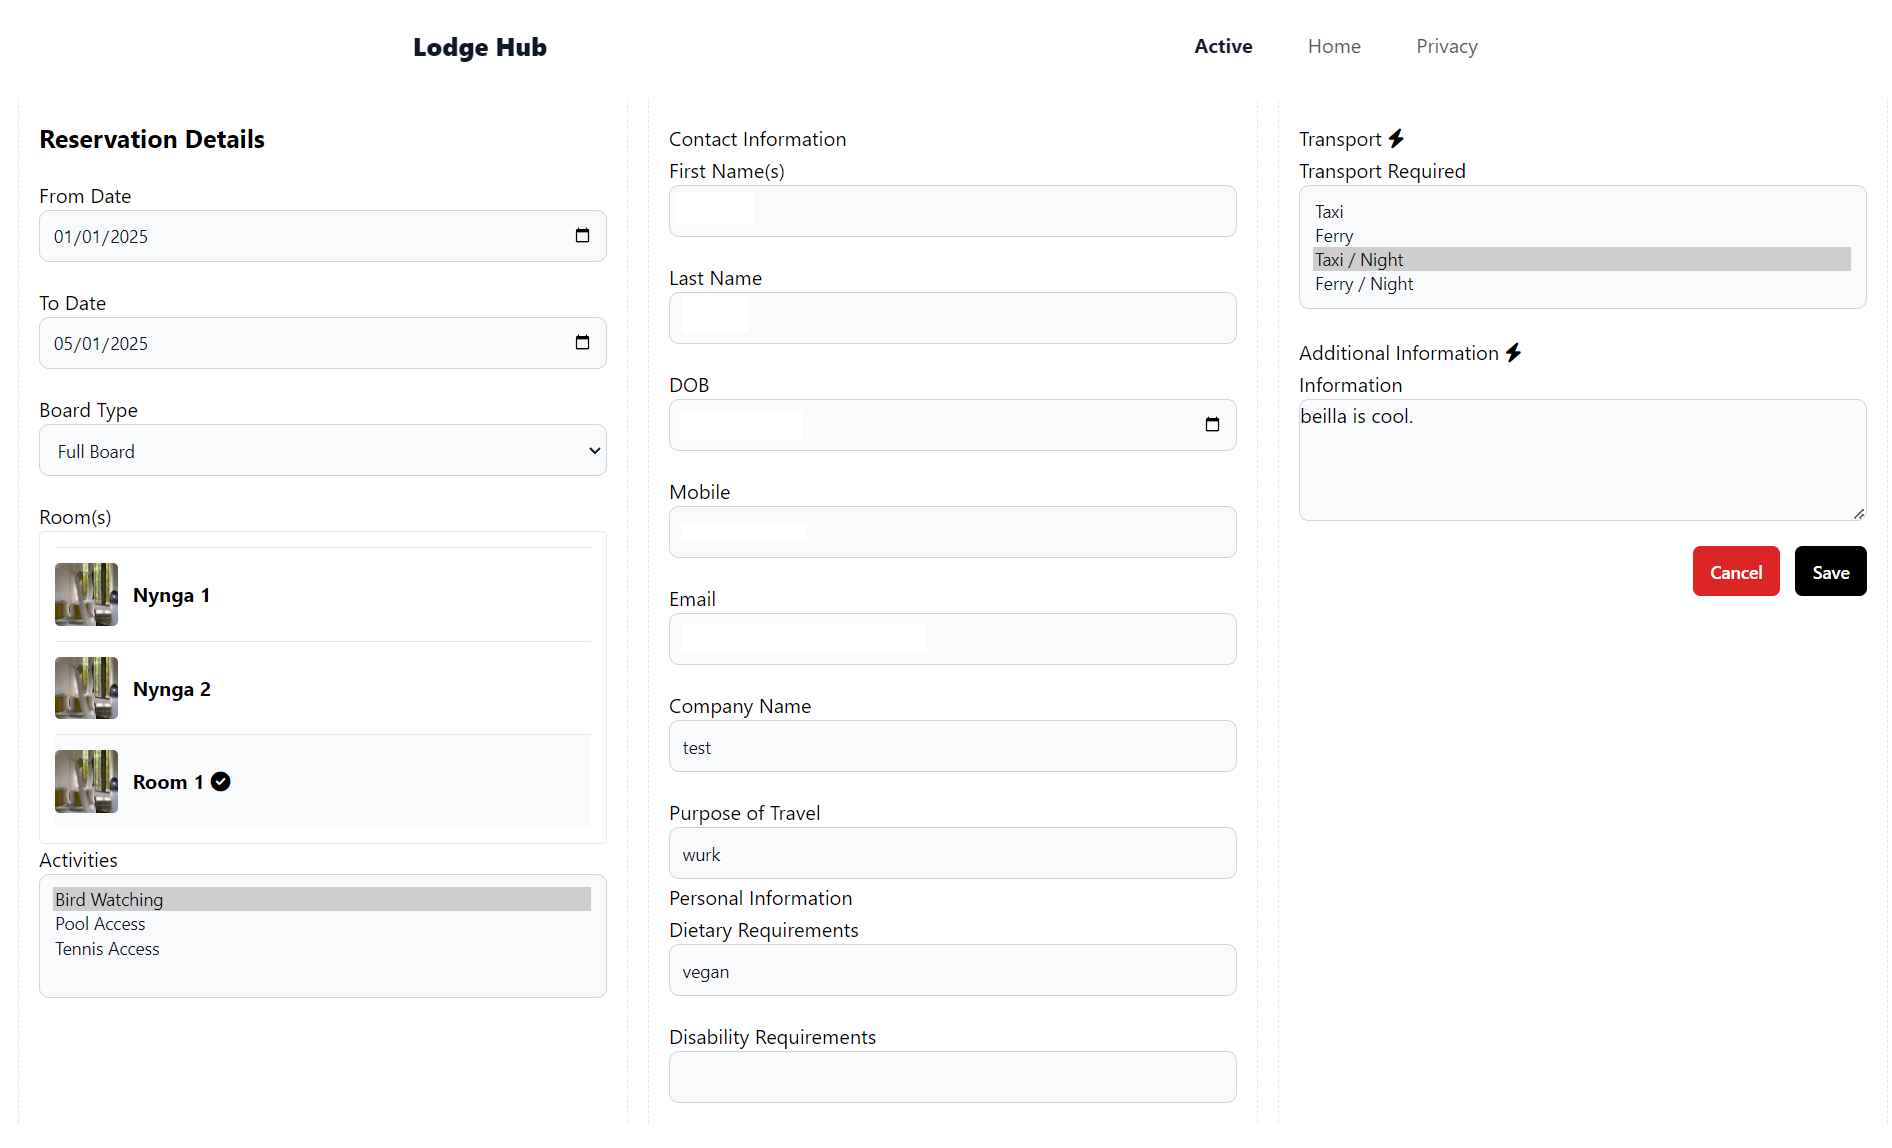 Lodge Hub
Active
Home
Privacy
Reservation Details
From Date
01/01/2025
To Date
05/01/2025
Board Type
Full Board
Room(s)
Nynga 1
Nynga 2
Room 1
Activities
Bird Watching
Pool Access
Tennis Access
Contact Information
First Name(s)
Last Name
DOB
Mobile
Email
Company Name
test
Purpose of Travel
wurk
Personal Information
Dietary Requirements
vegan
Disability Requirements
Transport
Transport Required
Taxi
Ferry
Taxi / Night
Ferry / Night
Additional Information
Information
beilla is cool.
Cancel
Save